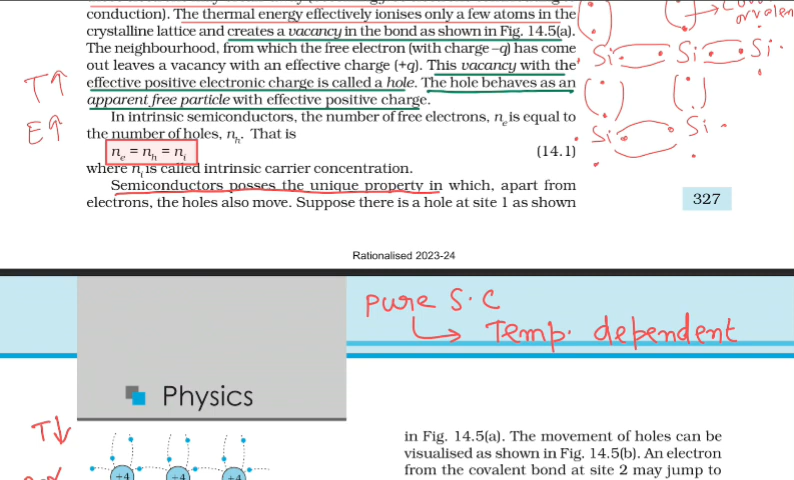 conduction). The thermal energy effectively ionises only a few atoms in the
crystalline lattice and creates a vacancy in the bond as shown in Fig. 14.5(a).
The neighbourhood, from which the free electron (with charge –q) has come
out leaves a vacancy with an effective charge (+q). This vacancy with the
effective positive electronic charge is called a hole. The hole behaves as an
apparent free particle with effective positive charge.
In intrinsic semiconductors, the number of free electrons, nₑ is equal to
the number of holes, nₕ. That is
nₑ = nₕ = nᵢ (14.1)
where nᵢ is called intrinsic carrier concentration.
Semiconductors posses the unique property in which, apart from
electrons, the holes also move. Suppose there is a hole at site 1 as shown
T↑
E↑
Si Si Si
Si Si
327
Rationalised 2023-24
Pure S.C
Temp. dependent
Physics
T↓
+4 +4 +4
in Fig. 14.5(a). The movement of holes can be
visualised as shown in Fig. 14.5(b). An electron
from the covalent bond at site 2 may jump to